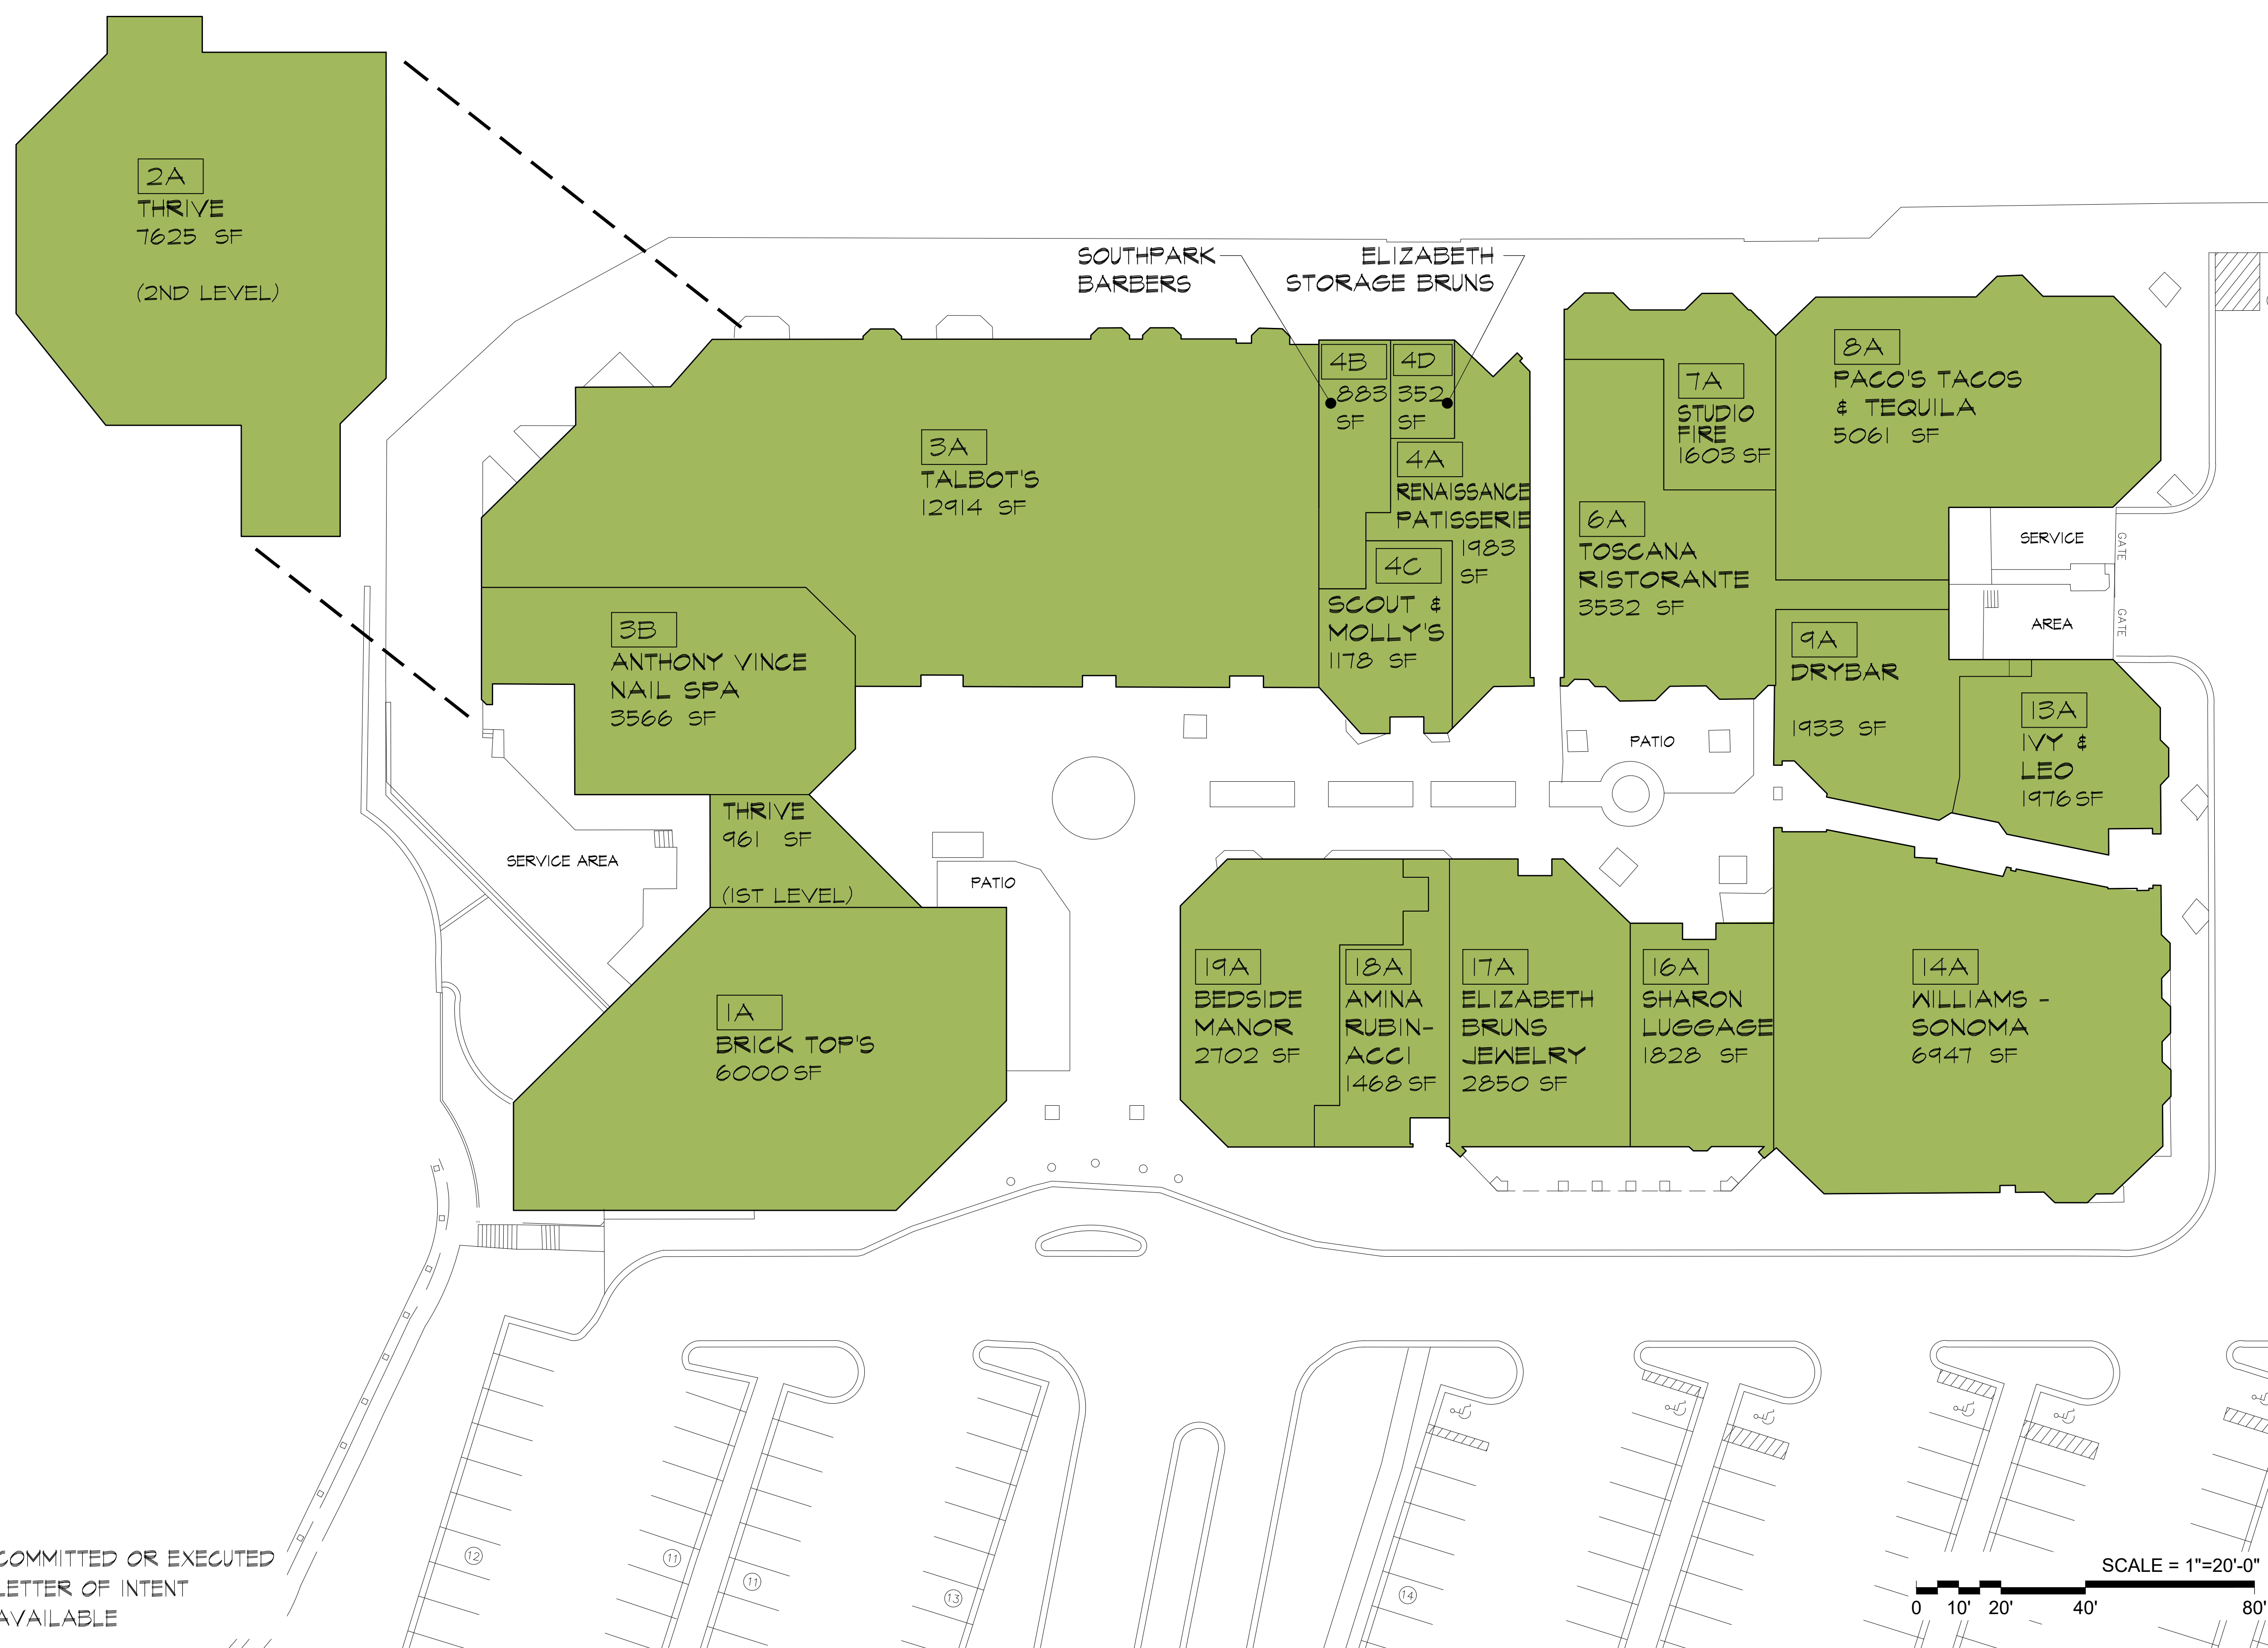 2A
THRIVE
7625 SF
(2ND LEVEL)
SOUTHPARK
BARBERS
ELIZABETH
STORAGE BRUNS
3A
TALBOT'S
12914 SF
4B
883
SF
4D
352
SF
4A
RENAISSANCE
PATISSERIE
1983
SF
4C
SCOUT &
MOLLY'S
1178 SF
7A
STUDIO
FIRE
1603 SF
6A
TOSCANA
RISTORANTE
3532 SF
8A
PACO'S TACOS
& TEQUILA
5061 SF
SERVICE
AREA
GATE
GATE
3B
ANTHONY VINCE
NAIL SPA
3566 SF
9A
DRYBAR
1933 SF
13A
IVY &
LEO
1976 SF
PATIO
THRIVE
961 SF
(1ST LEVEL)
SERVICE AREA
PATIO
1A
BRICK TOP'S
6000 SF
19A
BEDSIDE
MANOR
2702 SF
18A
AMINA
RUBIN-
ACCI
1468 SF
17A
ELIZABETH
BRUNS
JEWELRY
2850 SF
16A
SHARON
LUGGAGE
1828 SF
14A
WILLIAMS -
SONOMA
6947 SF
12
11
11
13
14
COMMITTED OR EXECUTED
LETTER OF INTENT
AVAILABLE
SCALE = 1"=20'-0"
0 10' 20' 40' 80'